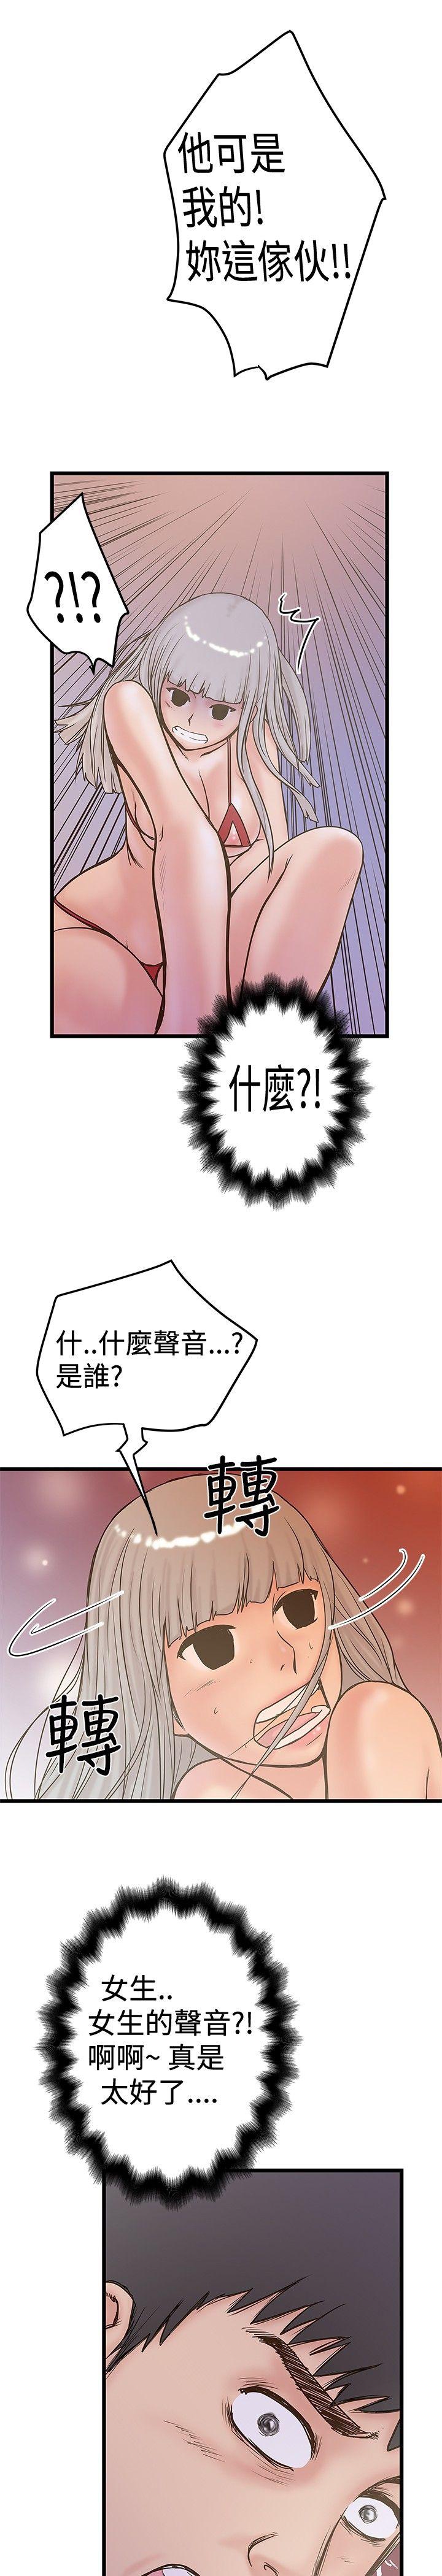 他可是
我的!
妳這傢伙!!
?!?
什麼?!
什..什麼聲音...?
是誰?
轉
轉
女生..
女生的聲音?!
啊啊~ 真是
太好了....